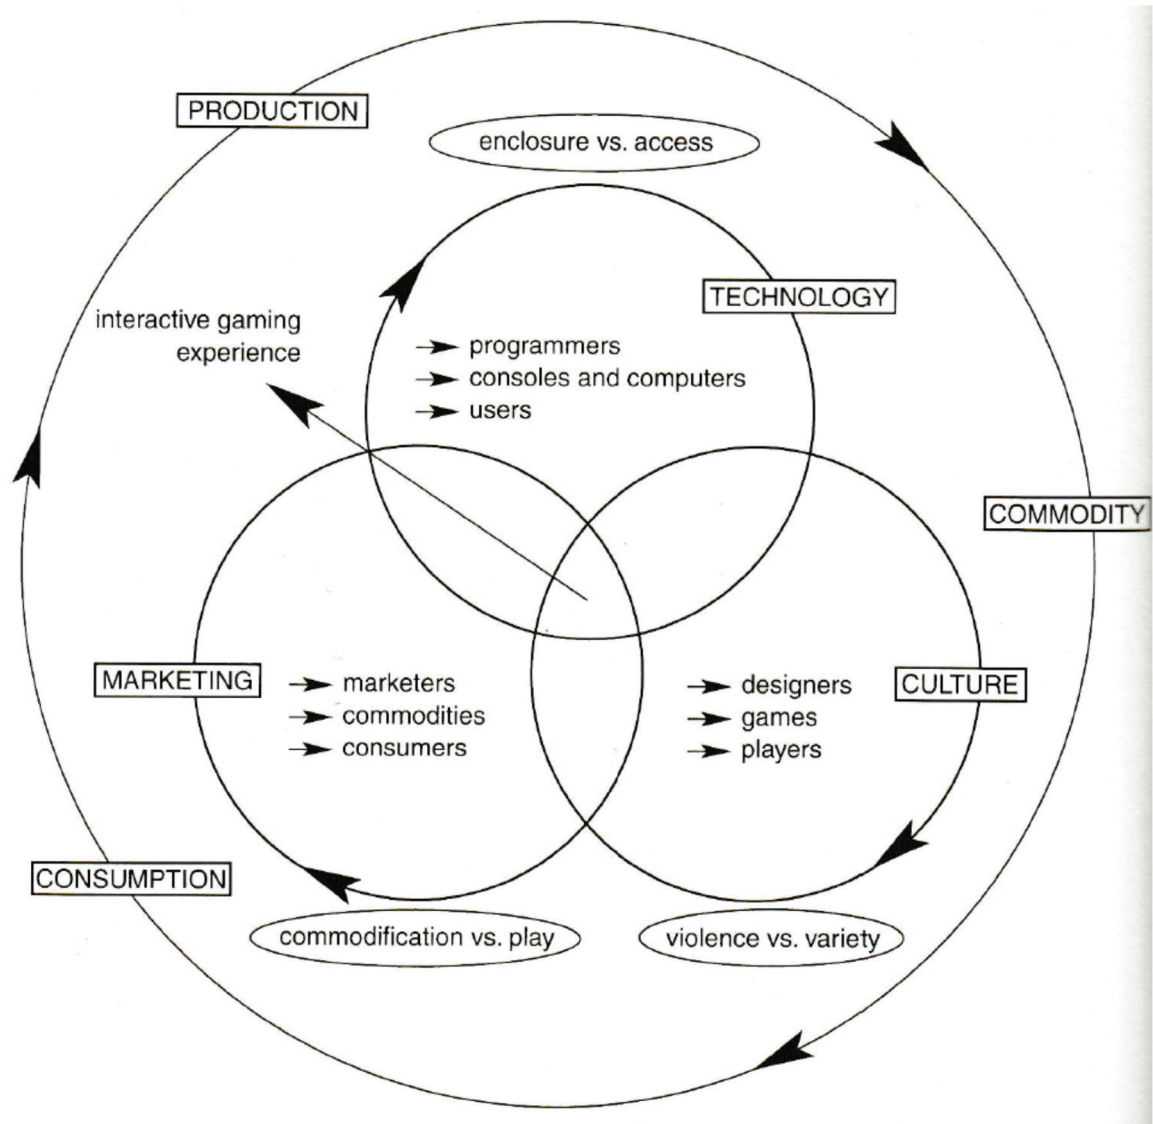 PRODUCTION
enclosure vs. access
TECHNOLOGY
interactive gaming
experience
programmers
consoles and computers
users
COMMODITY
MARKETING
marketers
commodities
consumers
designers
games
players
CULTURE
CONSUMPTION
commodification vs. play
violence vs. variety